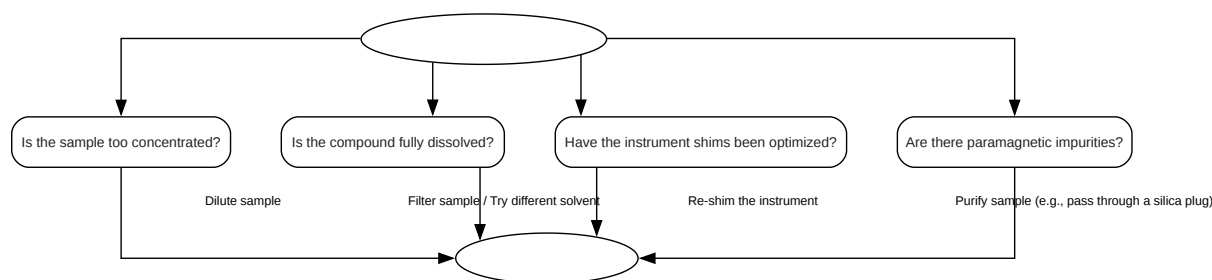 Is the sample too concentrated?
Is the compound fully dissolved?
Have the instrument shims been optimized?
Are there paramagnetic impurities?
Dilute sample
Filter sample / Try different solvent
Re-shim the instrument
Purify sample (e.g., pass through a silica plug)